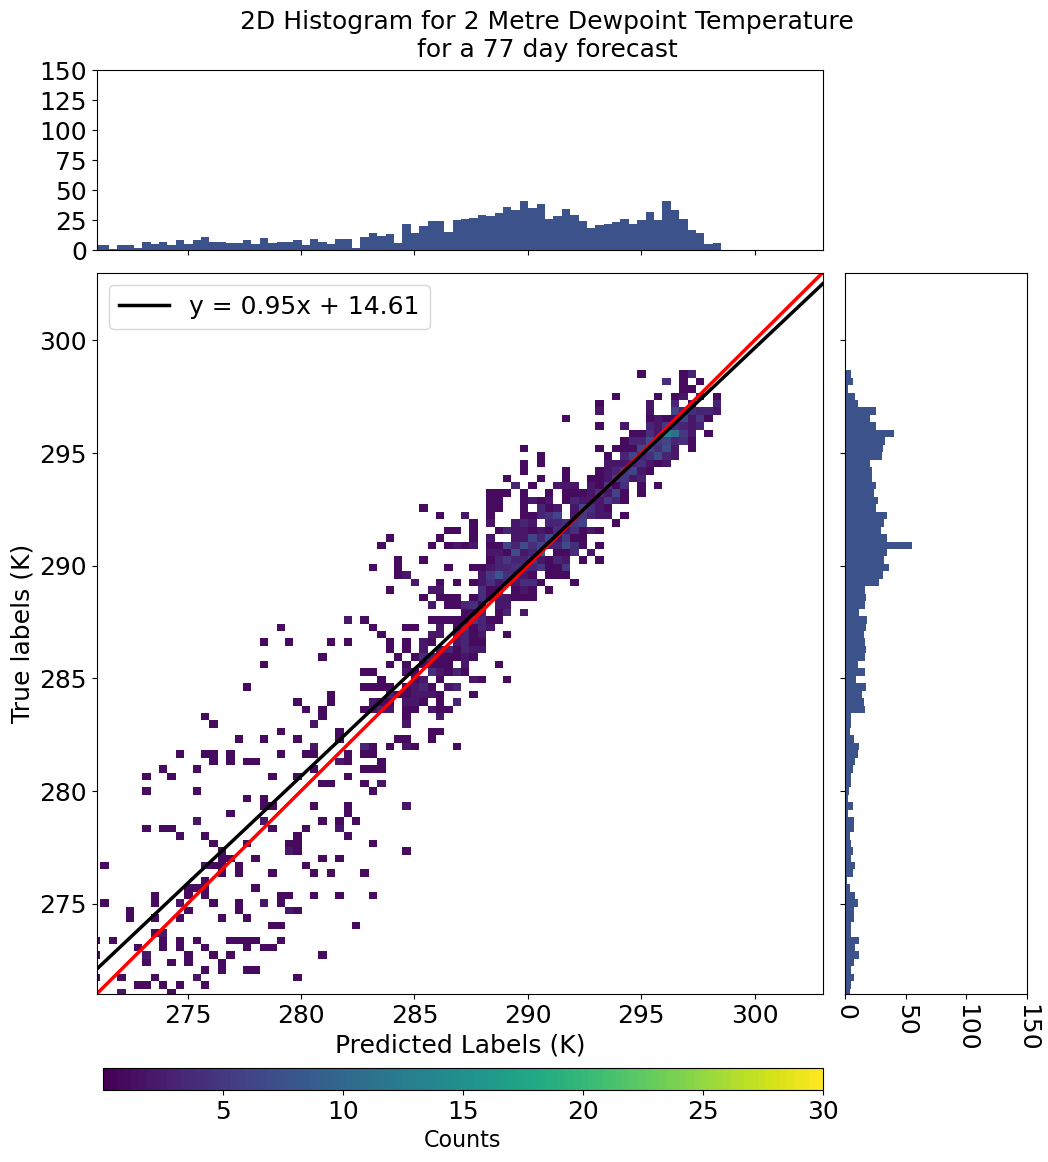 2D Histogram for 2 Metre Dewpoint Temperature
for a 77 day forecast
150
125
100
75
50
25
0
y = 0.95x + 14.61
True labels (K)
300
295
290
285
280
275
275 280 285 290 295 300
Predicted Labels (K)
0 50 100 150
5 10 15 20 25 30
Counts